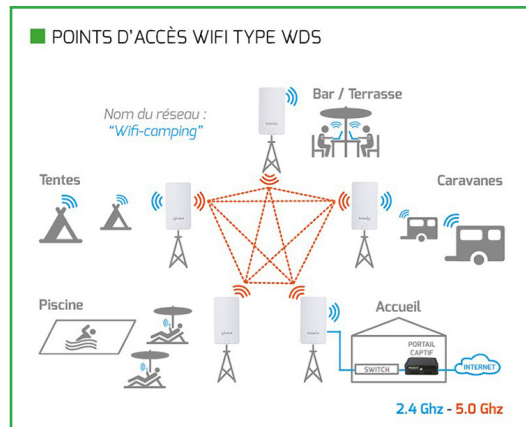 POINTS D'ACCÈS WIFI TYPE WDS
Bar / Terrasse
Nom du réseau :
"Wifi-camping"
Tentes
Caravanes
Piscine
Accueil
PORTAIL
CAPTIF
SWITCH
INTERNET
2.4 Ghz - 5.0 Ghz